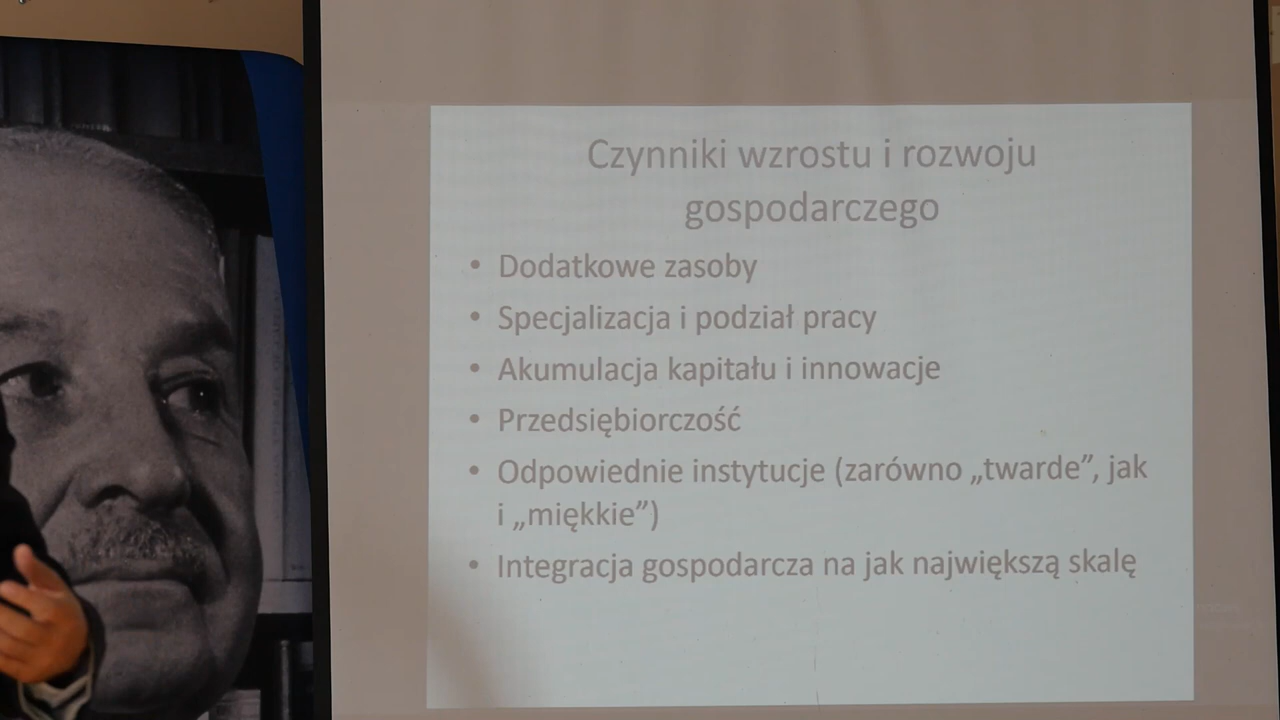 Czynniki wzrostu i rozwoju
gospodarczego
• Dodatkowe zasoby
• Specjalizacja i podział pracy
• Akumulacja kapitału i innowacje
• Przedsiębiorczość
• Odpowiednie instytucje (zarówno „twarde”, jak
i „miękkie”)
• Integracja gospodarcza na jak największą skalę